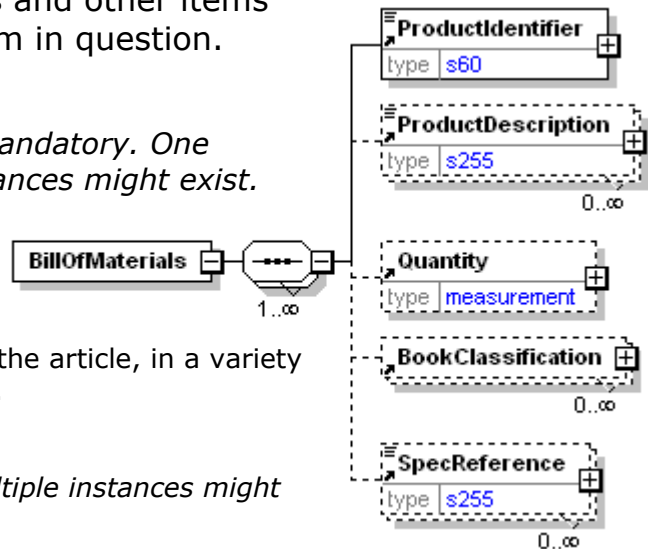 s and other items
m in question.
andatory. One
ances might exist.
the article, in a variety
ltiple instances might
BillOfMaterials
1..∞
ProductIdentifier
type s60
ProductDescription
type s255
0..∞
Quantity
type measurement
BookClassification
0..∞
SpecReference
type s255
0..∞